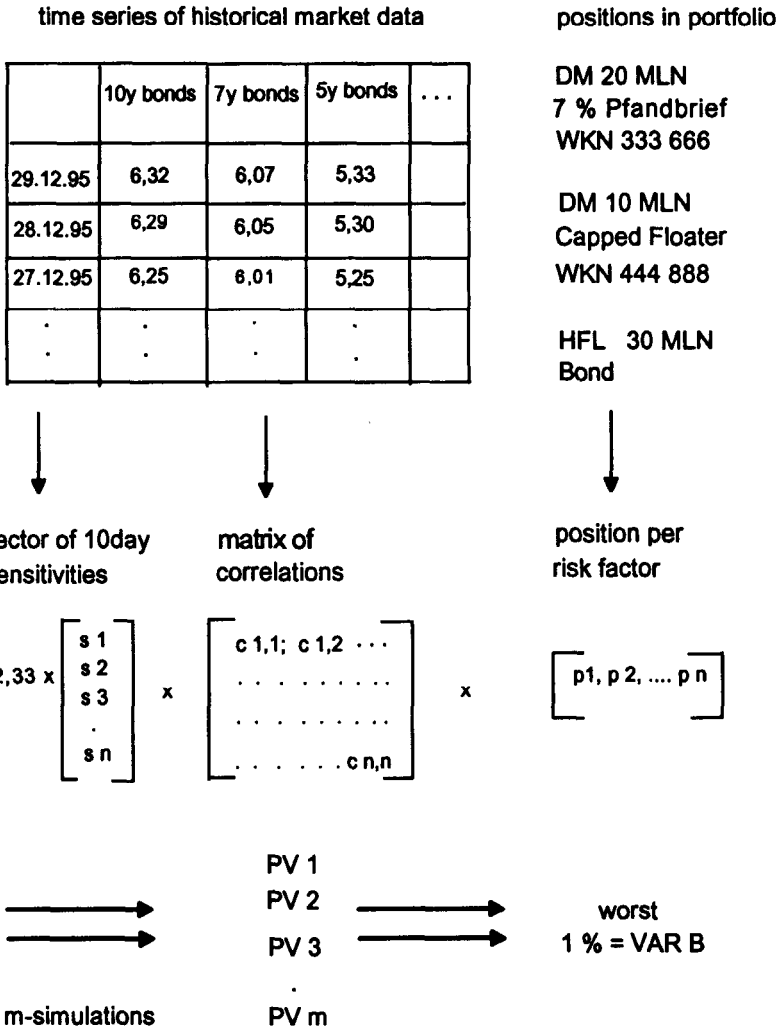 time series of historical market data
positions in portfolio
10y bonds 7y bonds 5y bonds ...
29.12.95 6,32 6,07 5,33
28.12.95 6,29 6,05 5,30
27.12.95 6,25 6,01 5,25
DM 20 MLN
7 % Pfandbrief
WKN 333 666
DM 10 MLN
Capped Floater
WKN 444 888
HFL 30 MLN
Bond
ector of 10day
ensitivities
matrix of
correlations
position per
risk factor
2,33 x
s 1
s 2
s 3
.
s n
x
c 1,1; c 1,2 ...
. . . . . . . . .
. . . . . . . . .
. . . . . . c n,n
x
p1, p 2, .... p n
PV 1
PV 2
PV 3
.
PV m
m-simulations
worst
1 % = VAR B